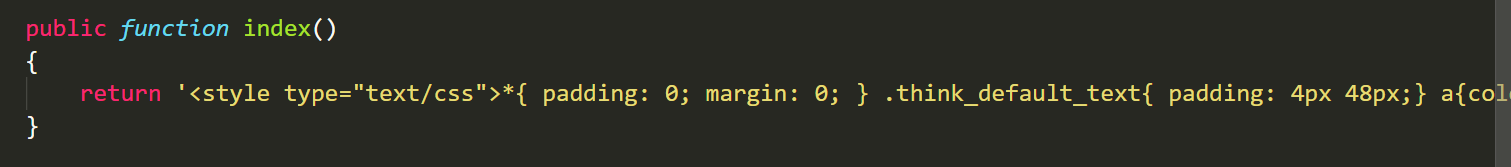 public function index()
{
return '<style type="text/css">*{ padding: 0; margin: 0; } .think_default_text{ padding: 4px 48px;} a{col
}